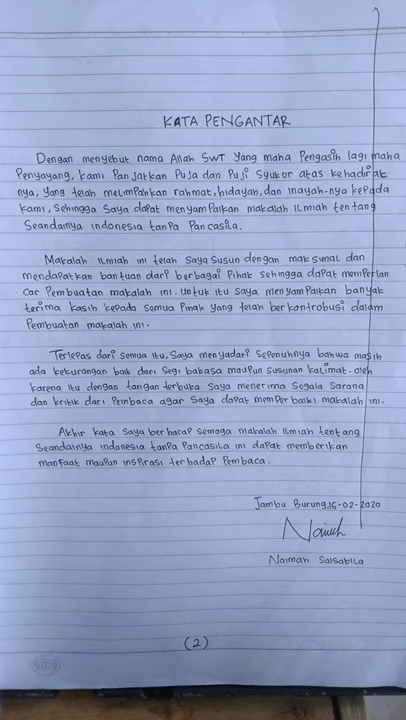 KATA PENGANTAR
Dengan menyebut nama Allah SWT yang maha Pengasih lagi maha
Penyayang, kami Panjatkan Puja dan Puji Syukur atas kehadirat
nya, yang telah melimpahkan rahmat, hidayah, dan inayah-nya kepada
kami, Sehingga Saya dapat menyampaikan makalah ilmiah tentang
Seandainya indonesia tanpa Pancasila.
Makalah ilmiah ini telah Saya Susun dengan maksimal dan
mendapatkan bantuan dari berbagai Pihak sehingga dapat memperlan
car Pembuatan makalah ini. Untuk itu saya menyampaikan banyak
terima kasih kepada semua Pihak yang telah berkontrobusi dalam
Pembuatan makalah ini.
Terlepas dari semua itu, Saya menyadari Sepenuhnya bahwa masih
ada kekurangan baik dari Segi bahasa maupun susunan kalimat. oleh
karena itu dengan tangan terbuka Saya menerima Segala Sarana
dan kritik dari Pembaca agar Saya dapat memperbaiki makalah ini.
Akhir kata Saya berharap Semoga makalah ilmiah tentang
Seandainya indonesia tanpa Pancasila ini dapat memberikan
manfaat maupun inspirasi terhadap Pembaca.
Jambu Burung, 16-02-2020
Naimah
Naimah Salsabila
(2)